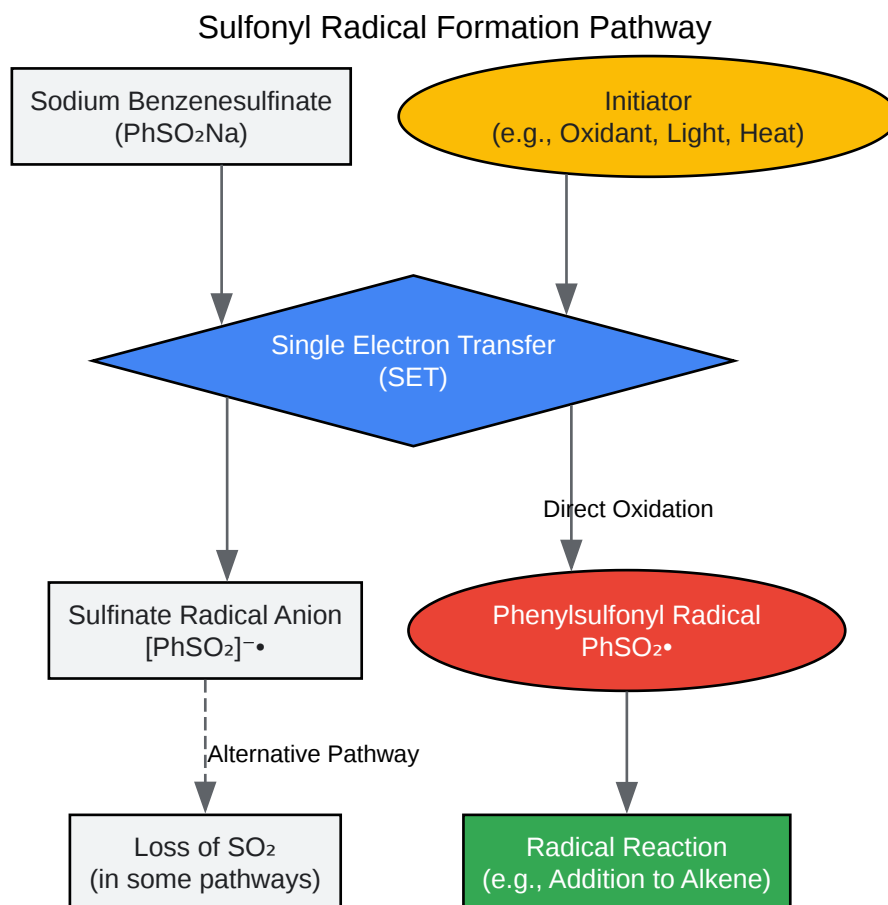 Sulfonyl Radical Formation Pathway
Sodium Benzenesulfinate
(PhSO₂Na)
Initiator
(e.g., Oxidant, Light, Heat)
Single Electron Transfer
(SET)
Direct Oxidation
Sulfinate Radical Anion
[PhSO₂]⁻•
Phenylsulfonyl Radical
PhSO₂•
Alternative Pathway
Loss of SO₂
(in some pathways)
Radical Reaction
(e.g., Addition to Alkene)